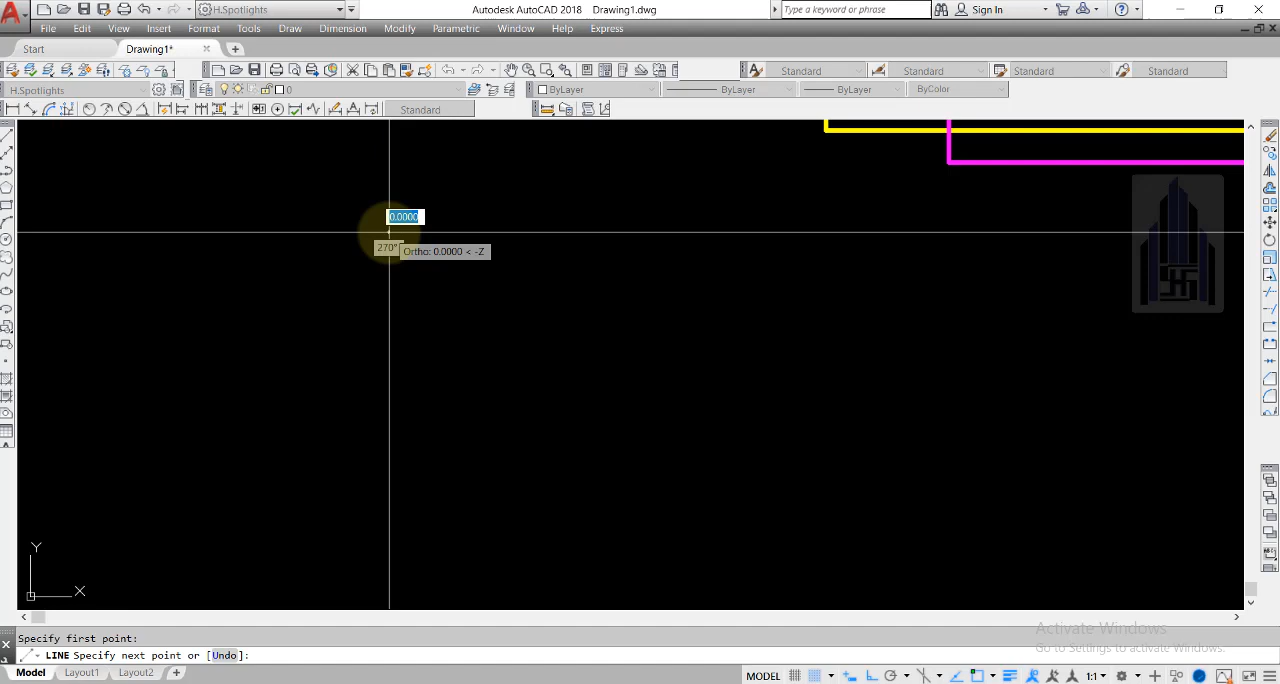 H.Spotlights
Autodesk AutoCAD 2018 Drawing1.dwg
Type a keyword or phrase
Sign In
File Edit View Insert Format Tools Draw Dimension Modify Parametric Window Help Express
Start
Drawing1*
Standard
Standard
Standard
Standard
H.Spotlights
0
ByLayer
ByLayer
ByLayer
ByColor
Standard
0.0000
270°
Ortho: 0.0000 < -Z
Y
X
Specify first point:
LINE Specify next point or [Undo]:
Activate Windows
Go to Settings to activate Windows.
Model Layout1 Layout2
MODEL
1:1